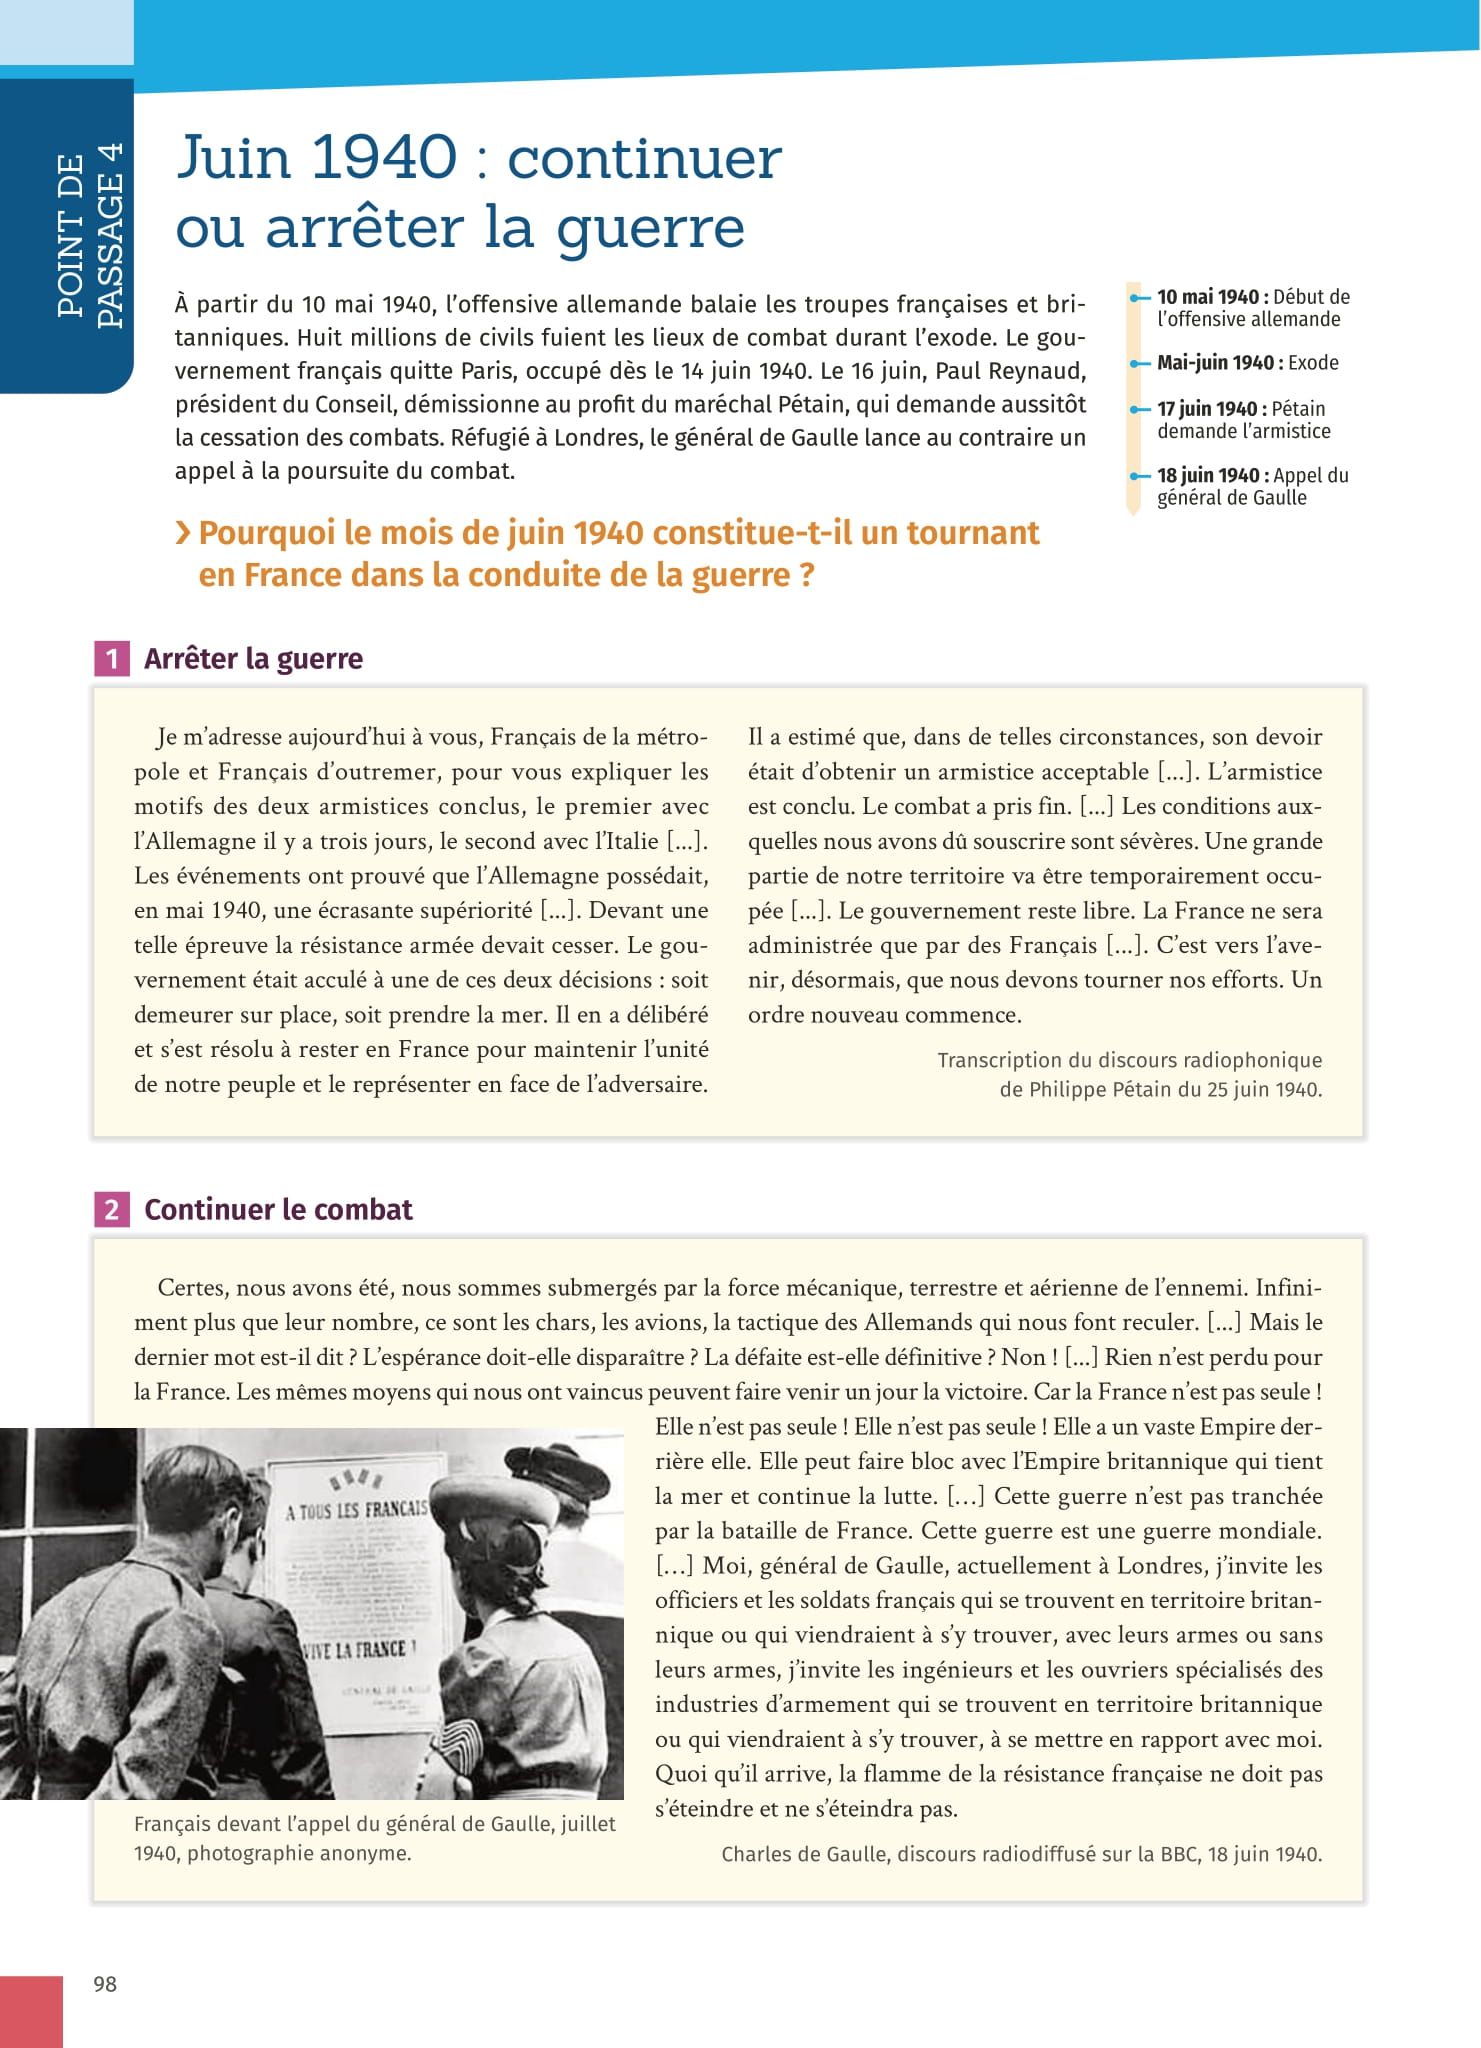 POINT DE
PASSAGE 4
Juin 1940 : continuer
ou arrêter la guerre
À partir du 10 mai 1940, l’offensive allemande balaie les troupes françaises et bri-
tanniques. Huit millions de civils fuient les lieux de combat durant l’exode. Le gou-
vernement français quitte Paris, occupé dès le 14 juin 1940. Le 16 juin, Paul Reynaud,
président du Conseil, démissionne au profit du maréchal Pétain, qui demande aussitôt
la cessation des combats. Réfugié à Londres, le général de Gaulle lance au contraire un
appel à la poursuite du combat.
10 mai 1940 : Début de
l’offensive allemande
Mai-juin 1940 : Exode
17 juin 1940 : Pétain
demande l’armistice
18 juin 1940 : Appel du
général de Gaulle
› Pourquoi le mois de juin 1940 constitue-t-il un tournant
en France dans la conduite de la guerre ?
1 Arrêter la guerre
Je m’adresse aujourd’hui à vous, Français de la métro-
pole et Français d’outremer, pour vous expliquer les
motifs des deux armistices conclus, le premier avec
l’Allemagne il y a trois jours, le second avec l’Italie [...].
Les événements ont prouvé que l’Allemagne possédait,
en mai 1940, une écrasante supériorité [...]. Devant une
telle épreuve la résistance armée devait cesser. Le gou-
vernement était acculé à une de ces deux décisions : soit
demeurer sur place, soit prendre la mer. Il en a délibéré
et s’est résolu à rester en France pour maintenir l’unité
de notre peuple et le représenter en face de l’adversaire.
Il a estimé que, dans de telles circonstances, son devoir
était d’obtenir un armistice acceptable [...]. L’armistice
est conclu. Le combat a pris fin. [...] Les conditions aux-
quelles nous avons dû souscrire sont sévères. Une grande
partie de notre territoire va être temporairement occu-
pée [...]. Le gouvernement reste libre. La France ne sera
administrée que par des Français [...]. C’est vers l’ave-
nir, désormais, que nous devons tourner nos efforts. Un
ordre nouveau commence.
Transcription du discours radiophonique
de Philippe Pétain du 25 juin 1940.
2 Continuer le combat
Certes, nous avons été, nous sommes submergés par la force mécanique, terrestre et aérienne de l’ennemi. Infini-
ment plus que leur nombre, ce sont les chars, les avions, la tactique des Allemands qui nous font reculer. [...] Mais le
dernier mot est-il dit ? L’espérance doit-elle disparaître ? La défaite est-elle définitive ? Non ! [...] Rien n’est perdu pour
la France. Les mêmes moyens qui nous ont vaincus peuvent faire venir un jour la victoire. Car la France n’est pas seule !
Elle n’est pas seule ! Elle n’est pas seule ! Elle a un vaste Empire der-
rière elle. Elle peut faire bloc avec l’Empire britannique qui tient
la mer et continue la lutte. […] Cette guerre n’est pas tranchée
par la bataille de France. Cette guerre est une guerre mondiale.
[…] Moi, général de Gaulle, actuellement à Londres, j’invite les
officiers et les soldats français qui se trouvent en territoire britan-
nique ou qui viendraient à s’y trouver, avec leurs armes ou sans
leurs armes, j’invite les ingénieurs et les ouvriers spécialisés des
industries d’armement qui se trouvent en territoire britannique
ou qui viendraient à s’y trouver, à se mettre en rapport avec moi.
Quoi qu’il arrive, la flamme de la résistance française ne doit pas
s’éteindre et ne s’éteindra pas.
Charles de Gaulle, discours radiodiffusé sur la BBC, 18 juin 1940.
A TOUS LES FRANCAIS
VIVE LA FRANCE !
Français devant l’appel du général de Gaulle, juillet
1940, photographie anonyme.
98